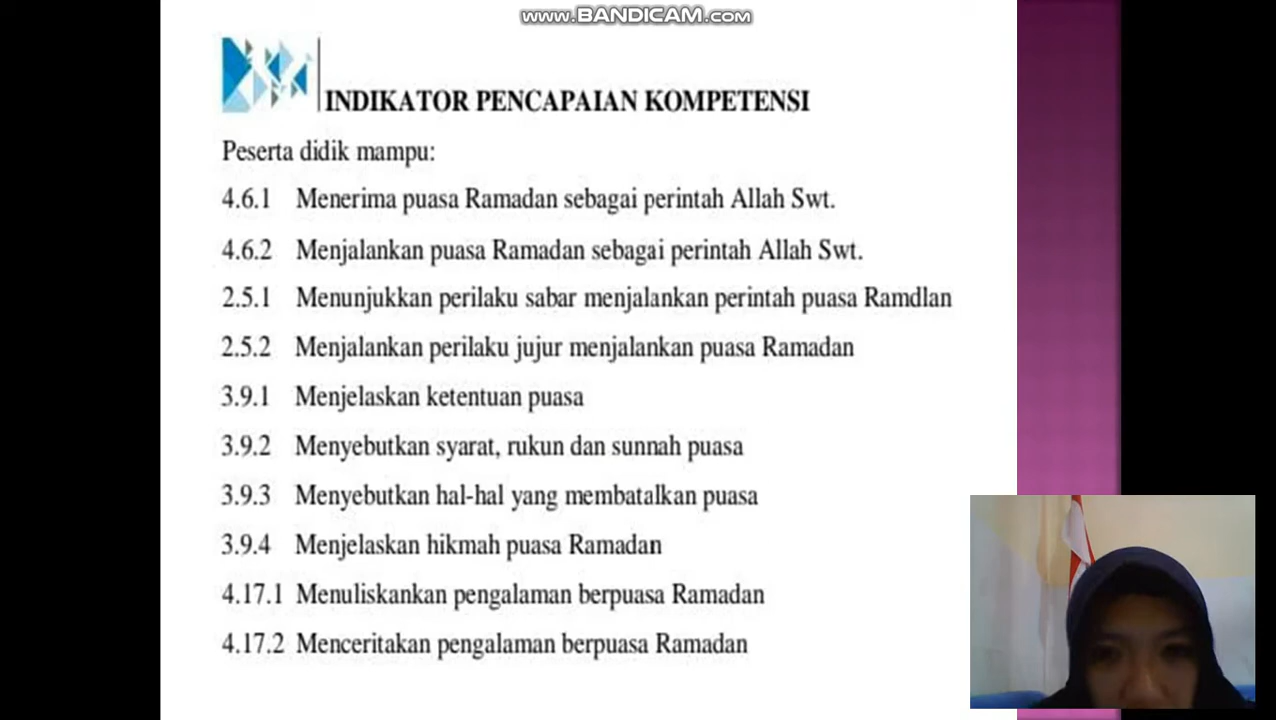 www.BANDICAM.com
INDIKATOR PENCAPAIAN KOMPETENSI
Peserta didik mampu:
4.6.1 Menerima puasa Ramadan sebagai perintah Allah Swt.
4.6.2 Menjalankan puasa Ramadan sebagai perintah Allah Swt.
2.5.1 Menunjukkan perilaku sabar menjalankan perintah puasa Ramdlan
2.5.2 Menjalankan perilaku jujur menjalankan puasa Ramadan
3.9.1 Menjelaskan ketentuan puasa
3.9.2 Menyebutkan syarat, rukun dan sunnah puasa
3.9.3 Menyebutkan hal-hal yang membatalkan puasa
3.9.4 Menjelaskan hikmah puasa Ramadan
4.17.1 Menuliskankan pengalaman berpuasa Ramadan
4.17.2 Menceritakan pengalaman berpuasa Ramadan